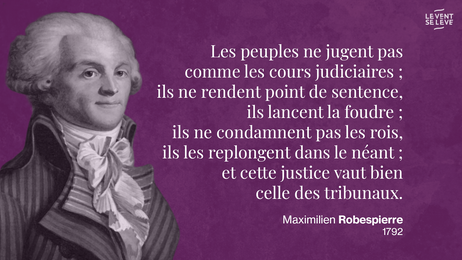 LE VENT
SE LÈVE
Les peuples ne jugent pas
comme les cours judiciaires ;
ils ne rendent point de sentence,
ils lancent la foudre ;
ils ne condamnent pas les rois,
ils les replongent dans le néant ;
et cette justice vaut bien
celle des tribunaux.
Maximilien Robespierre
1792